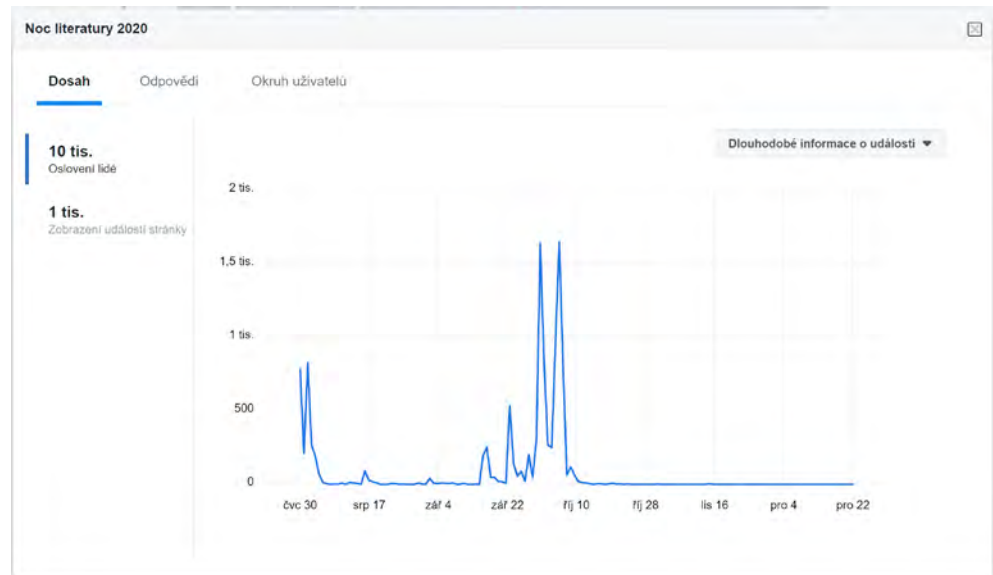 Noc literatury 2020
Dosah Odpovědi Okruh uživatelů
10 tis.
Oslovení lidé
1 tis.
Zobrazení události stránky
Dlouhodobé informace o události
2 tis.
1,5 tis.
1 tis.
500
0
čvc 30 srp 17 zář 4 zář 22 říj 10 říj 28 lis 16 pro 4 pro 22